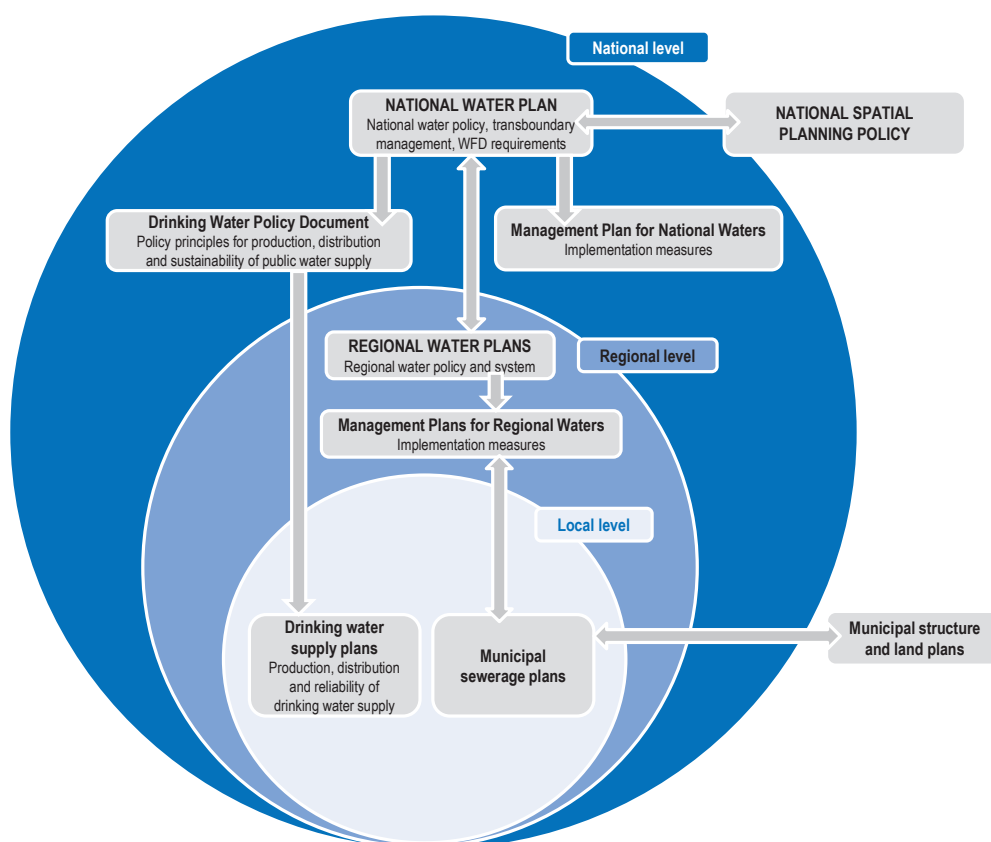 National level
NATIONAL WATER PLAN
National water policy, transboundary
management, WFD requirements
NATIONAL SPATIAL
PLANNING POLICY
Drinking Water Policy Document
Policy principles for production, distribution
and sustainability of public water supply
Management Plan for National Waters
Implementation measures
REGIONAL WATER PLANS
Regional water policy and system
Regional level
Management Plans for Regional Waters
Implementation measures
Local level
Drinking water
supply plans
Production, distribution
and reliability of
drinking water supply
Municipal
sewerage plans
Municipal structure
and land plans